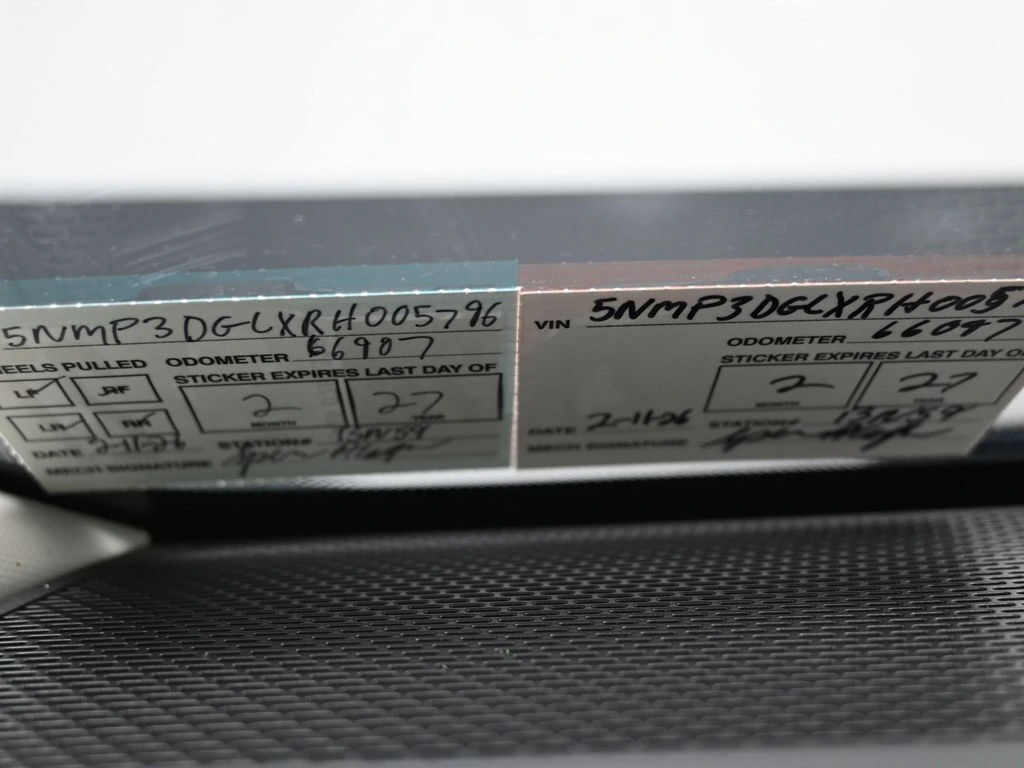 5NMP3DGLXRH005796
ODOMETER 66907
STICKER EXPIRES LAST DAY OF
LF RF
2 27
MONTH YEAR
LR RR
DATE 2-11-26 STATION#
MECH SIGNATURE
VIN 5NMP3DGLXRH005
ODOMETER 66097
STICKER EXPIRES LAST DAY OF
2 27
MONTH YEAR
DATE 2-11-26 STATION#
MECH SIGNATURE